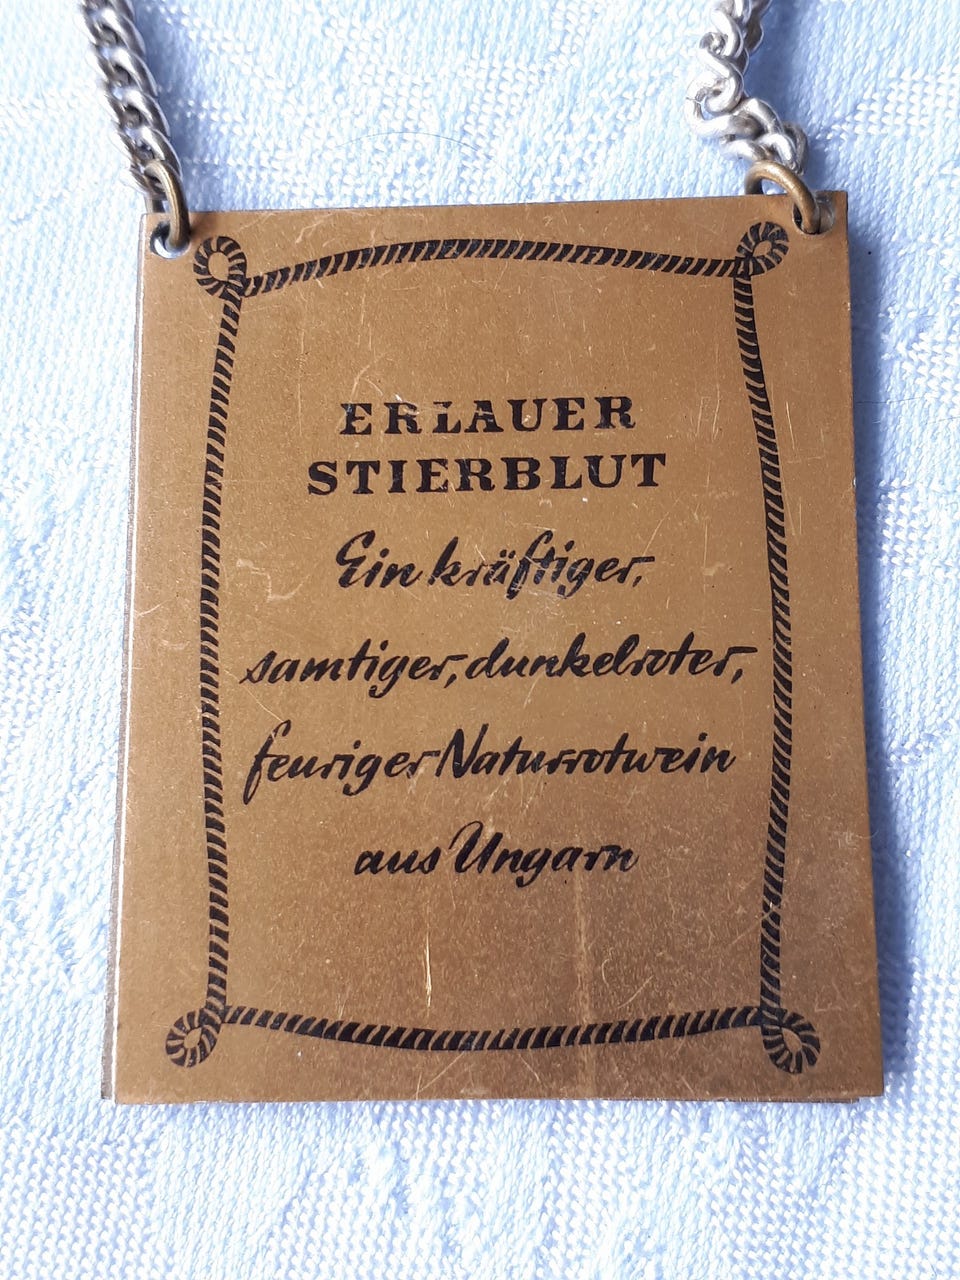 ERLAUER
STIERBLUT
Ein kräftiger,
samtiger, dunkelroter,
feuriger Naturrotwein
aus Ungarn